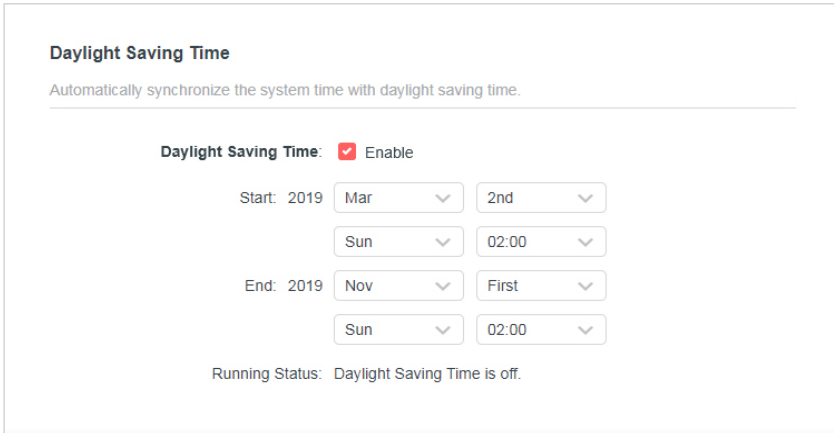 Daylight Saving Time
Automatically synchronize the system time with daylight saving time.
Daylight Saving Time: Enable
Start: 2019 Mar 2nd
Sun 02:00
End: 2019 Nov First
Sun 02:00
Running Status: Daylight Saving Time is off.